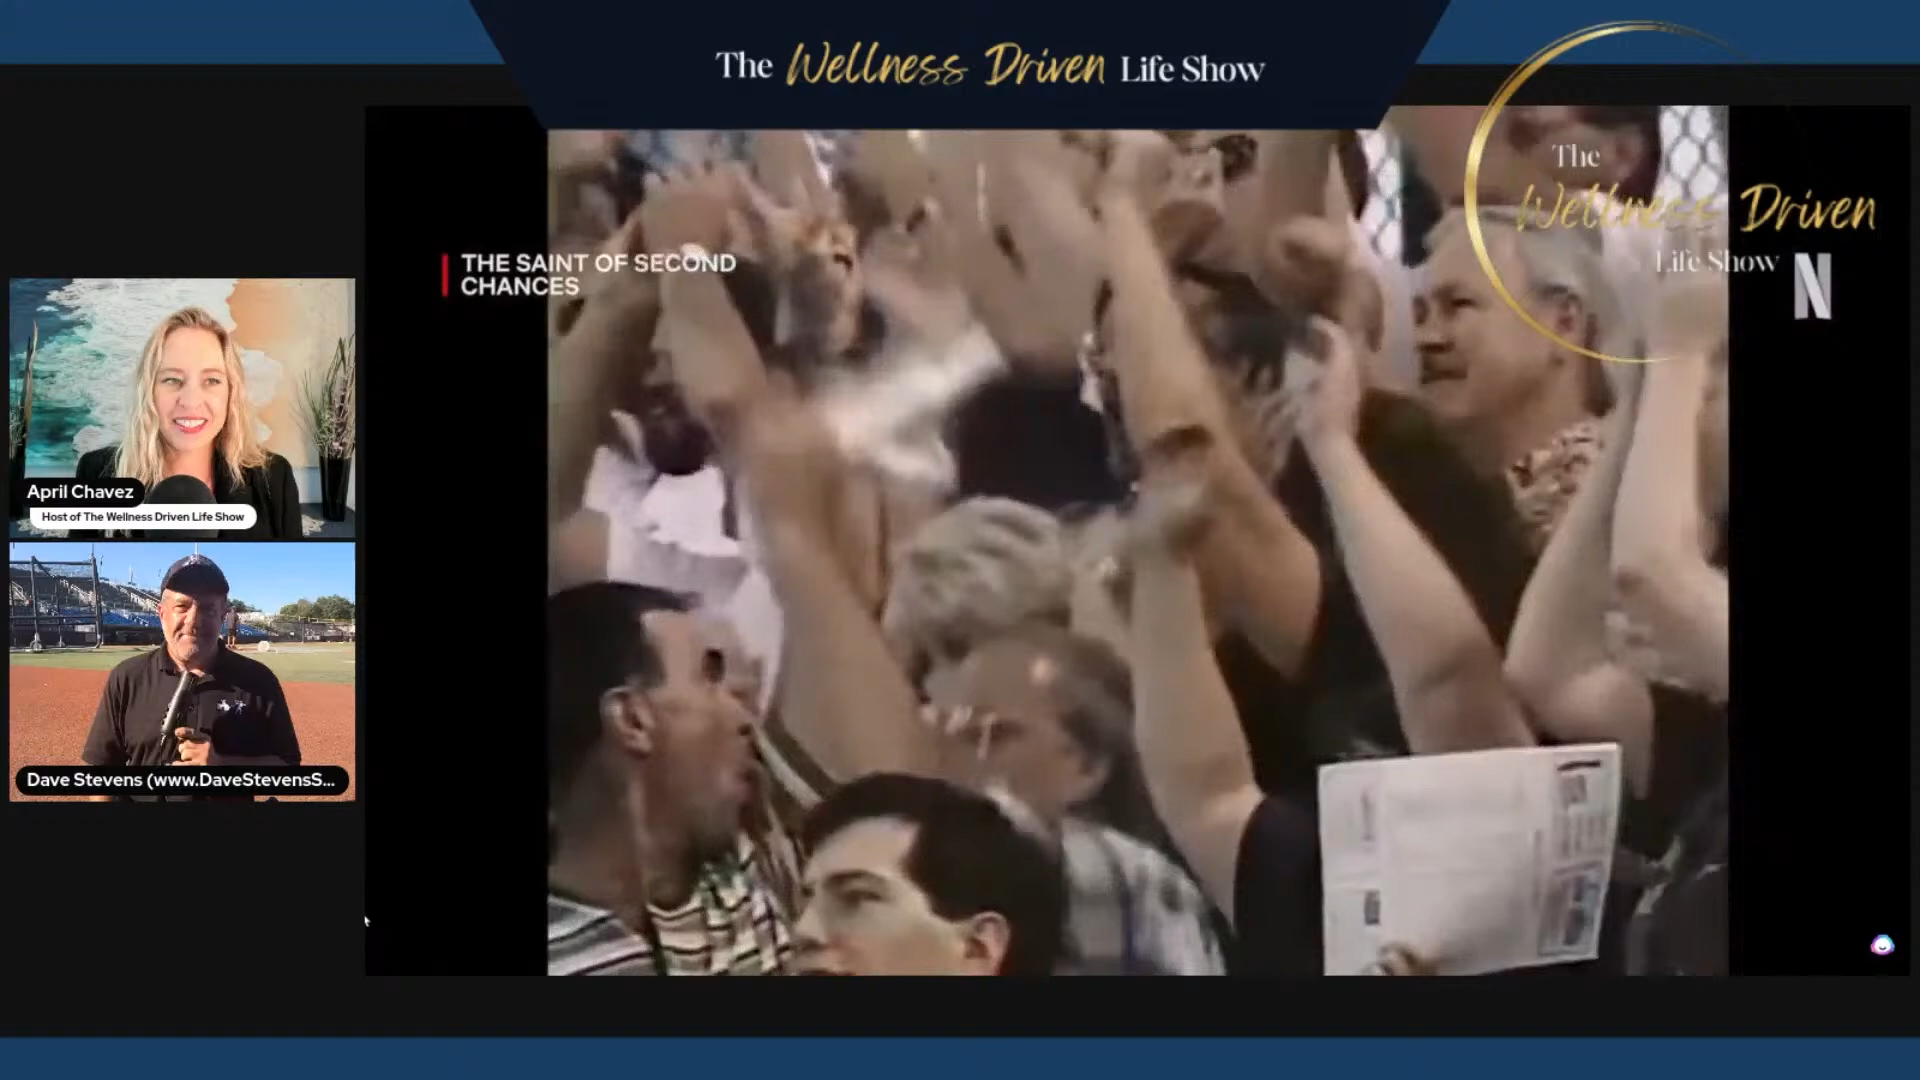 The Wellness Driven Life Show
The
Wellness Driven
Life Show
N
THE SAINT OF SECOND
CHANCES
April Chavez
Host of The Wellness Driven Life Show
Dave Stevens (www.DaveStevensS...